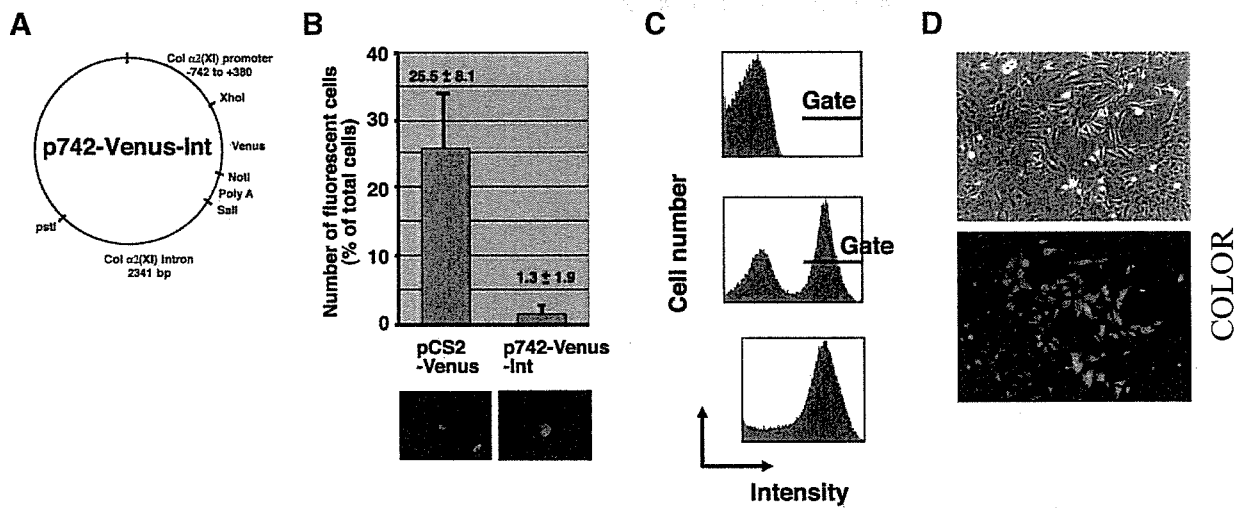 A
Col α2(XI) promoter
-742 to +380
XhoI
p742-Venus-int
Venus
NotI
Poly A
SalI
pstI
Col α2(XI) intron
2341 bp
B
Number of fluorescent cells
(% of total cells)
40
30
20
10
0
25.5 ± 8.1
1.3 ± 1.9
pCS2
-Venus
p742-Venus
-Int
C
Gate
Gate
Cell number
Intensity
D
COLOR